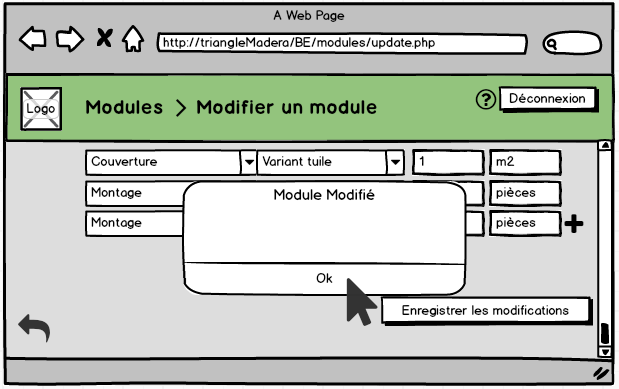 A Web Page
http://triangleMadera/BE/modules/update.php
Logo
Modules > Modifier un module
? Déconnexion
Couverture Variant tuile 1 m2
Montage pièces
Montage pièces +
Module Modifié
Ok
Enregistrer les modifications